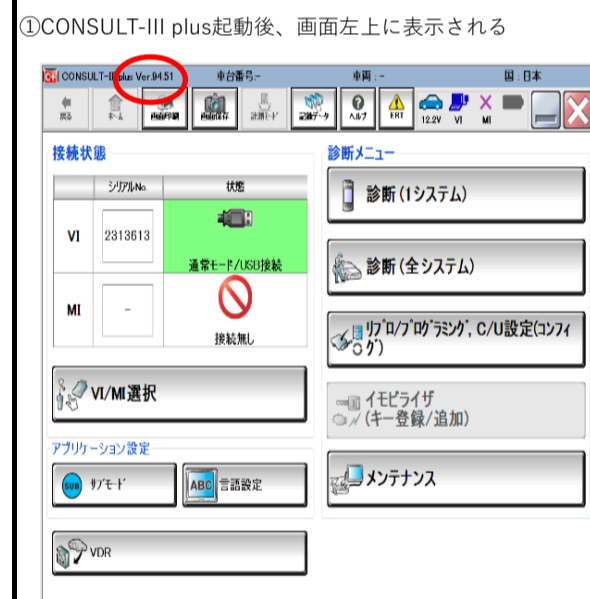 ①CONSULT-III plus起動後、画面左上に表示される
CONSULT-III plus Ver.94.51 車台番号:- 車両 : - 国 : 日本
戻る ホーム 画面印刷 画面保存 計測モード 記録データ ヘルプ ERT 12.2V VI MI
接続状態
シリアルNo. 状態
VI 2313613 通常モード/USB接続
MI - 接続無し
VI/MI選択
アプリケーション設定
SUB サブモード ABC 言語設定
VDR
診断メニュー
診断(1システム)
診断(全システム)
リプロ/プログラミング, C/U設定(コンフィ
グ)
イモビライザ
(キー登録/追加)
メンテナンス